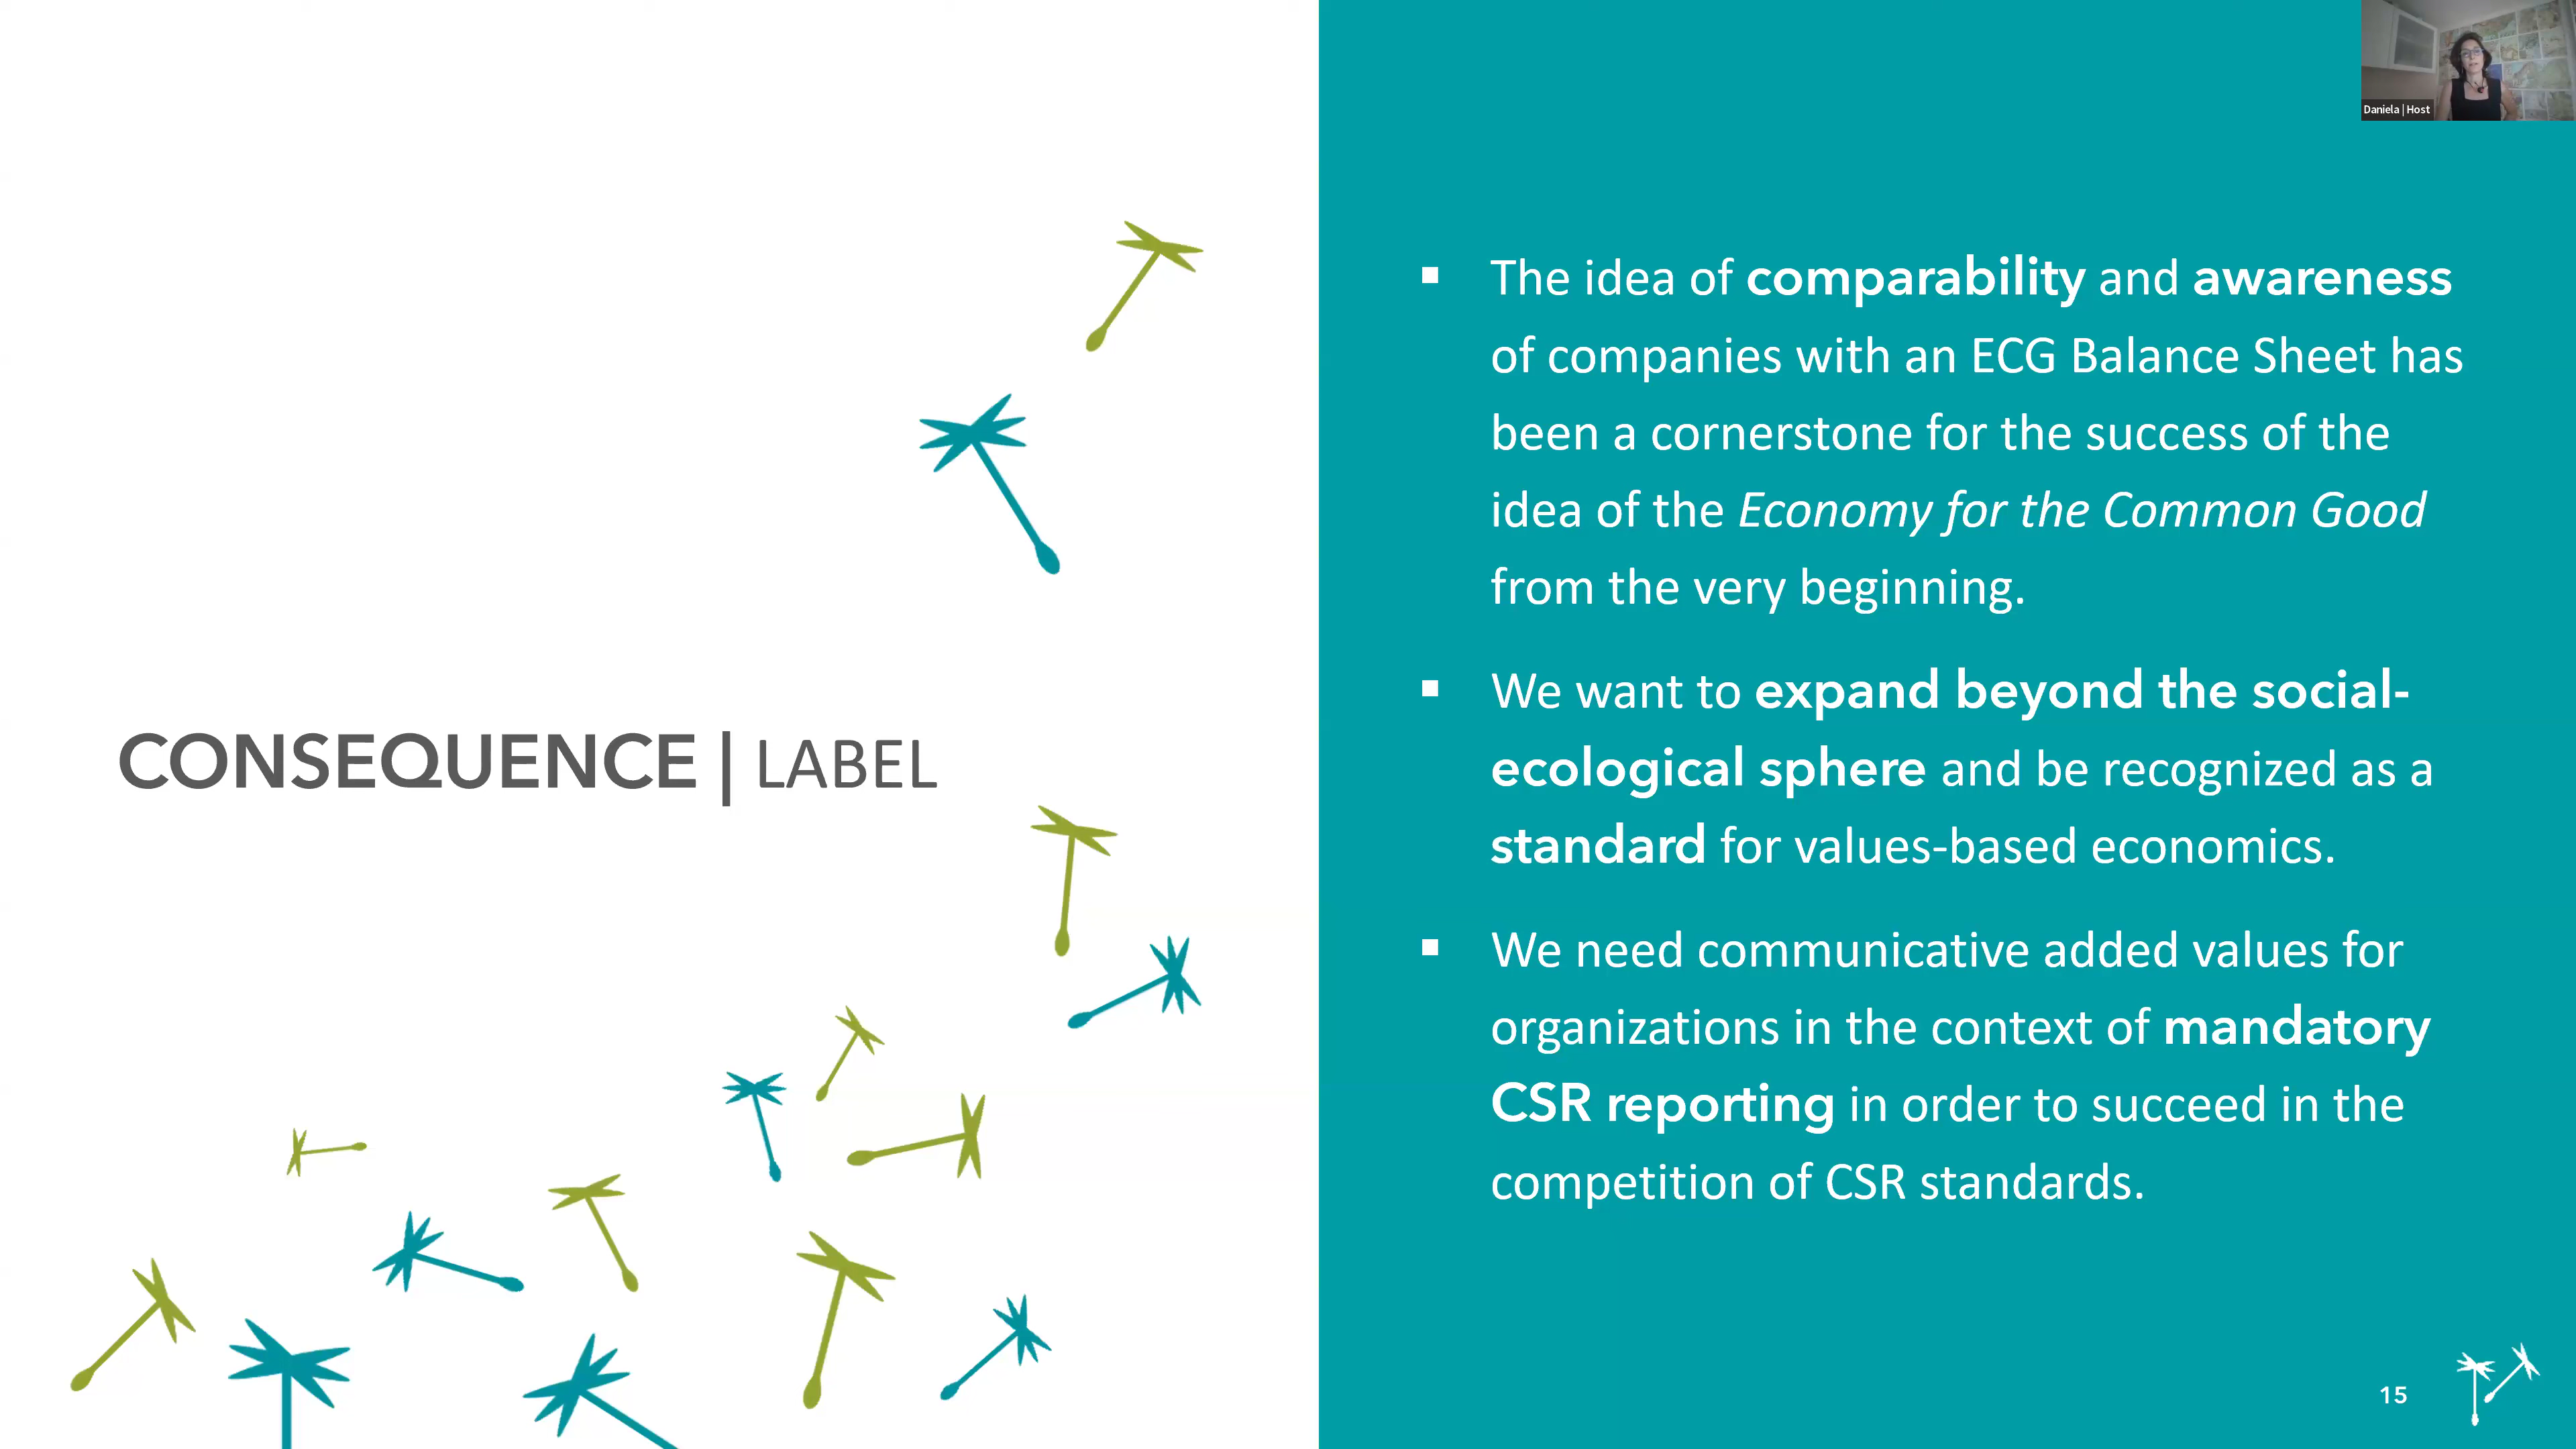 Daniela | Host
CONSEQUENCE | LABEL
▪ The idea of comparability and awareness
of companies with an ECG Balance Sheet has
been a cornerstone for the success of the
idea of the Economy for the Common Good
from the very beginning.
▪ We want to expand beyond the social-
ecological sphere and be recognized as a
standard for values-based economics.
▪ We need communicative added values for
organizations in the context of mandatory
CSR reporting in order to succeed in the
competition of CSR standards.
15